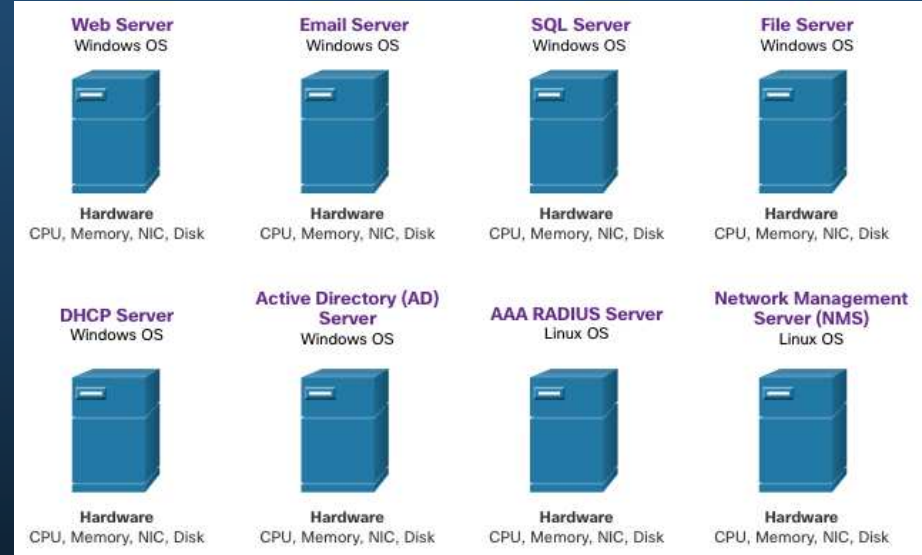 Web Server
Windows OS
Hardware
CPU, Memory, NIC, Disk
Email Server
Windows OS
Hardware
CPU, Memory, NIC, Disk
SQL Server
Windows OS
Hardware
CPU, Memory, NIC, Disk
File Server
Windows OS
Hardware
CPU, Memory, NIC, Disk
DHCP Server
Windows OS
Hardware
CPU, Memory, NIC, Disk
Active Directory (AD)
Server
Windows OS
Hardware
CPU, Memory, NIC, Disk
AAA RADIUS Server
Linux OS
Hardware
CPU, Memory, NIC, Disk
Network Management
Server (NMS)
Linux OS
Hardware
CPU, Memory, NIC, Disk